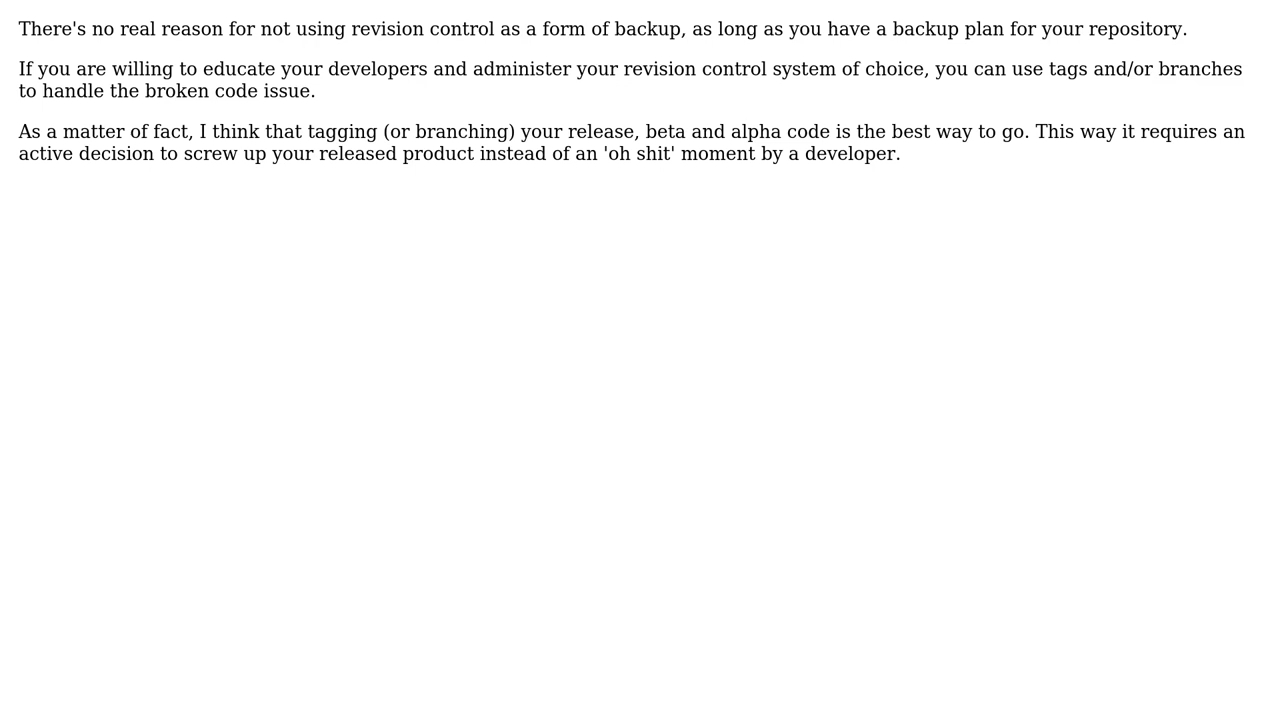 There's no real reason for not using revision control as a form of backup, as long as you have a backup plan for your repository.
If you are willing to educate your developers and administer your revision control system of choice, you can use tags and/or branches
to handle the broken code issue.
As a matter of fact, I think that tagging (or branching) your release, beta and alpha code is the best way to go. This way it requires an
active decision to screw up your released product instead of an 'oh shit' moment by a developer.